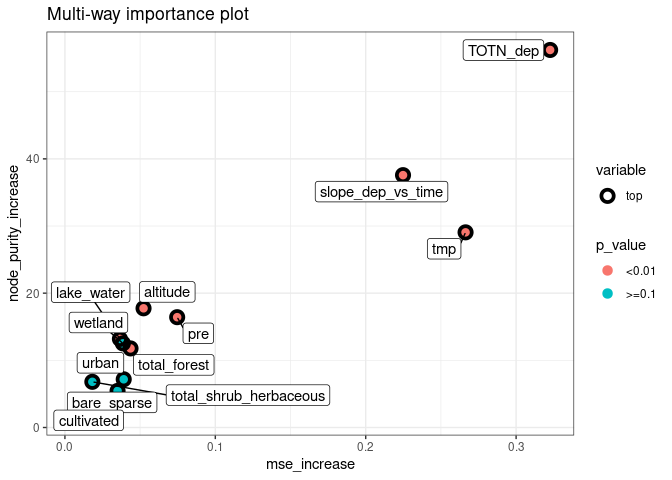 Multi-way importance plot
TOTN_dep
slope_dep_vs_time
tmp
lake_water
altitude
wetland
pre
urban
total_forest
total_shrub_herbaceous
bare_sparse
cultivated
node_purity_increase
40
20
0
0.0
0.1
0.2
0.3
mse_increase
variable
top
p_value
<0.01
>=0.1